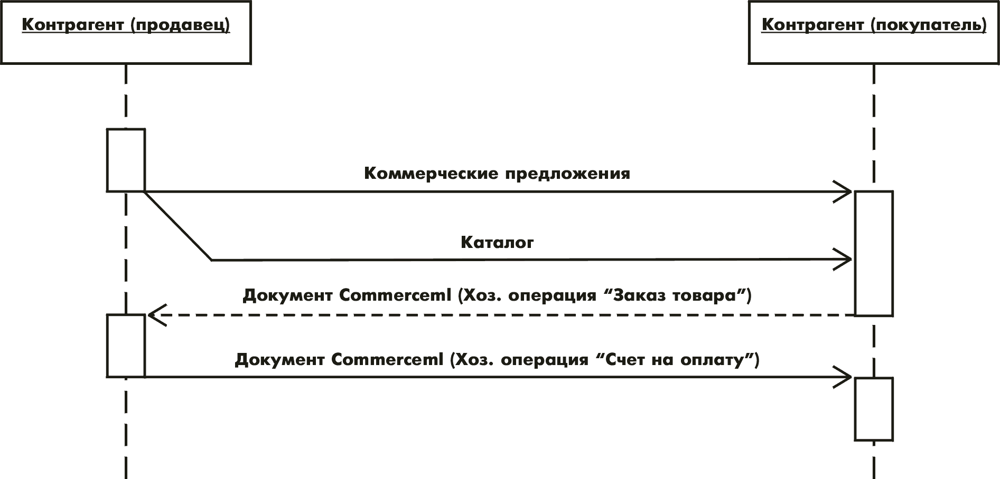 Контрагент (продавец)
Контрагент (покупатель)
Коммерческие предложения
Каталог
Документ Commerceml (Хоз. операция “Заказ товара”)
Документ Commerceml (Хоз. операция “Счет на оплату”)